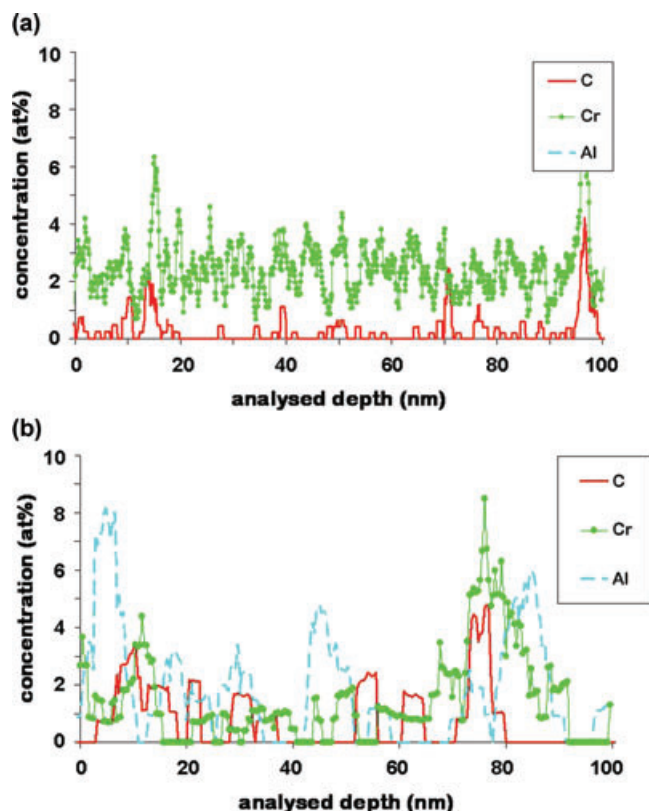 (a)
10
8
6
4
2
0
concentration (at%)
C
Cr
Al
0 20 40 60 80 100
analysed depth (nm)
(b)
10
8
6
4
2
0
concentration (at%)
C
Cr
Al
0 20 40 60 80 100
analysed depth (nm)